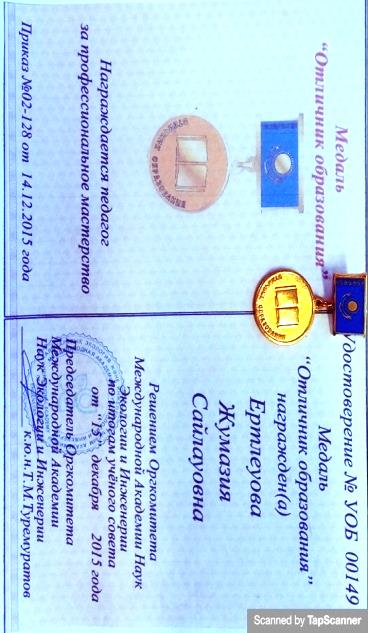 Медаль
"Отличник образования"
ОТЛИЧНИК ОБРАЗОВАНИЯ
Награждается педагог
за профессиональное мастерство
Приказ №02-128 от 14.12.2015 года
Удостоверение № УОБ 00149
Медаль
"Отличник образования"
награжден(а)
Ертлеуова
Жумазия
Сайлауовна
Решением Оргкомитета
Международной Академии Наук
Экологии и Инженерии
по итогам учёного совета
от "15" декабря 2015 года
Председатель Оргкомитета
Международной Академии
Наук Экологии и Инженерии
к.ю.н. Т.М.Туремуратов
Scanned by TapScanner